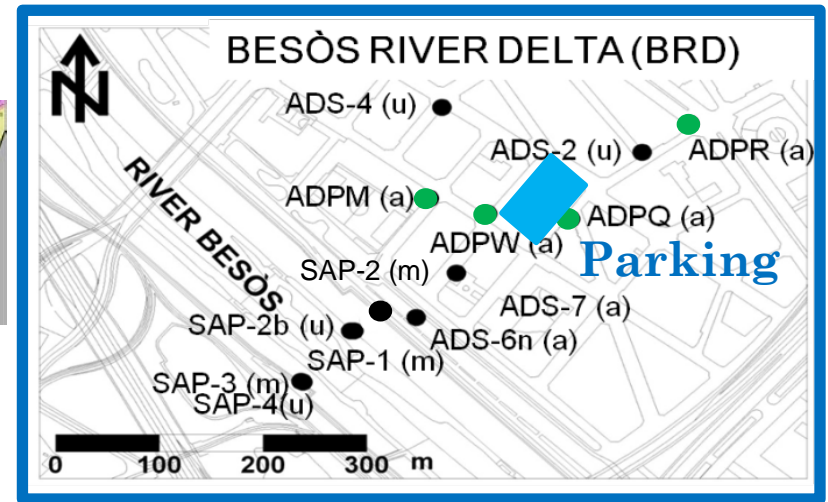 BESÒS RIVER DELTA (BRD)
N
ADS-4 (u)
ADS-2 (u)
ADPR (a)
RIVER BESÒS
ADPM (a)
ADPQ (a)
ADPW (a)
Parking
SAP-2 (m)
ADS-7 (a)
SAP-2b (u)
ADS-6n (a)
SAP-1 (m)
SAP-3 (m)
SAP-4(u)
0 100 200 300 m